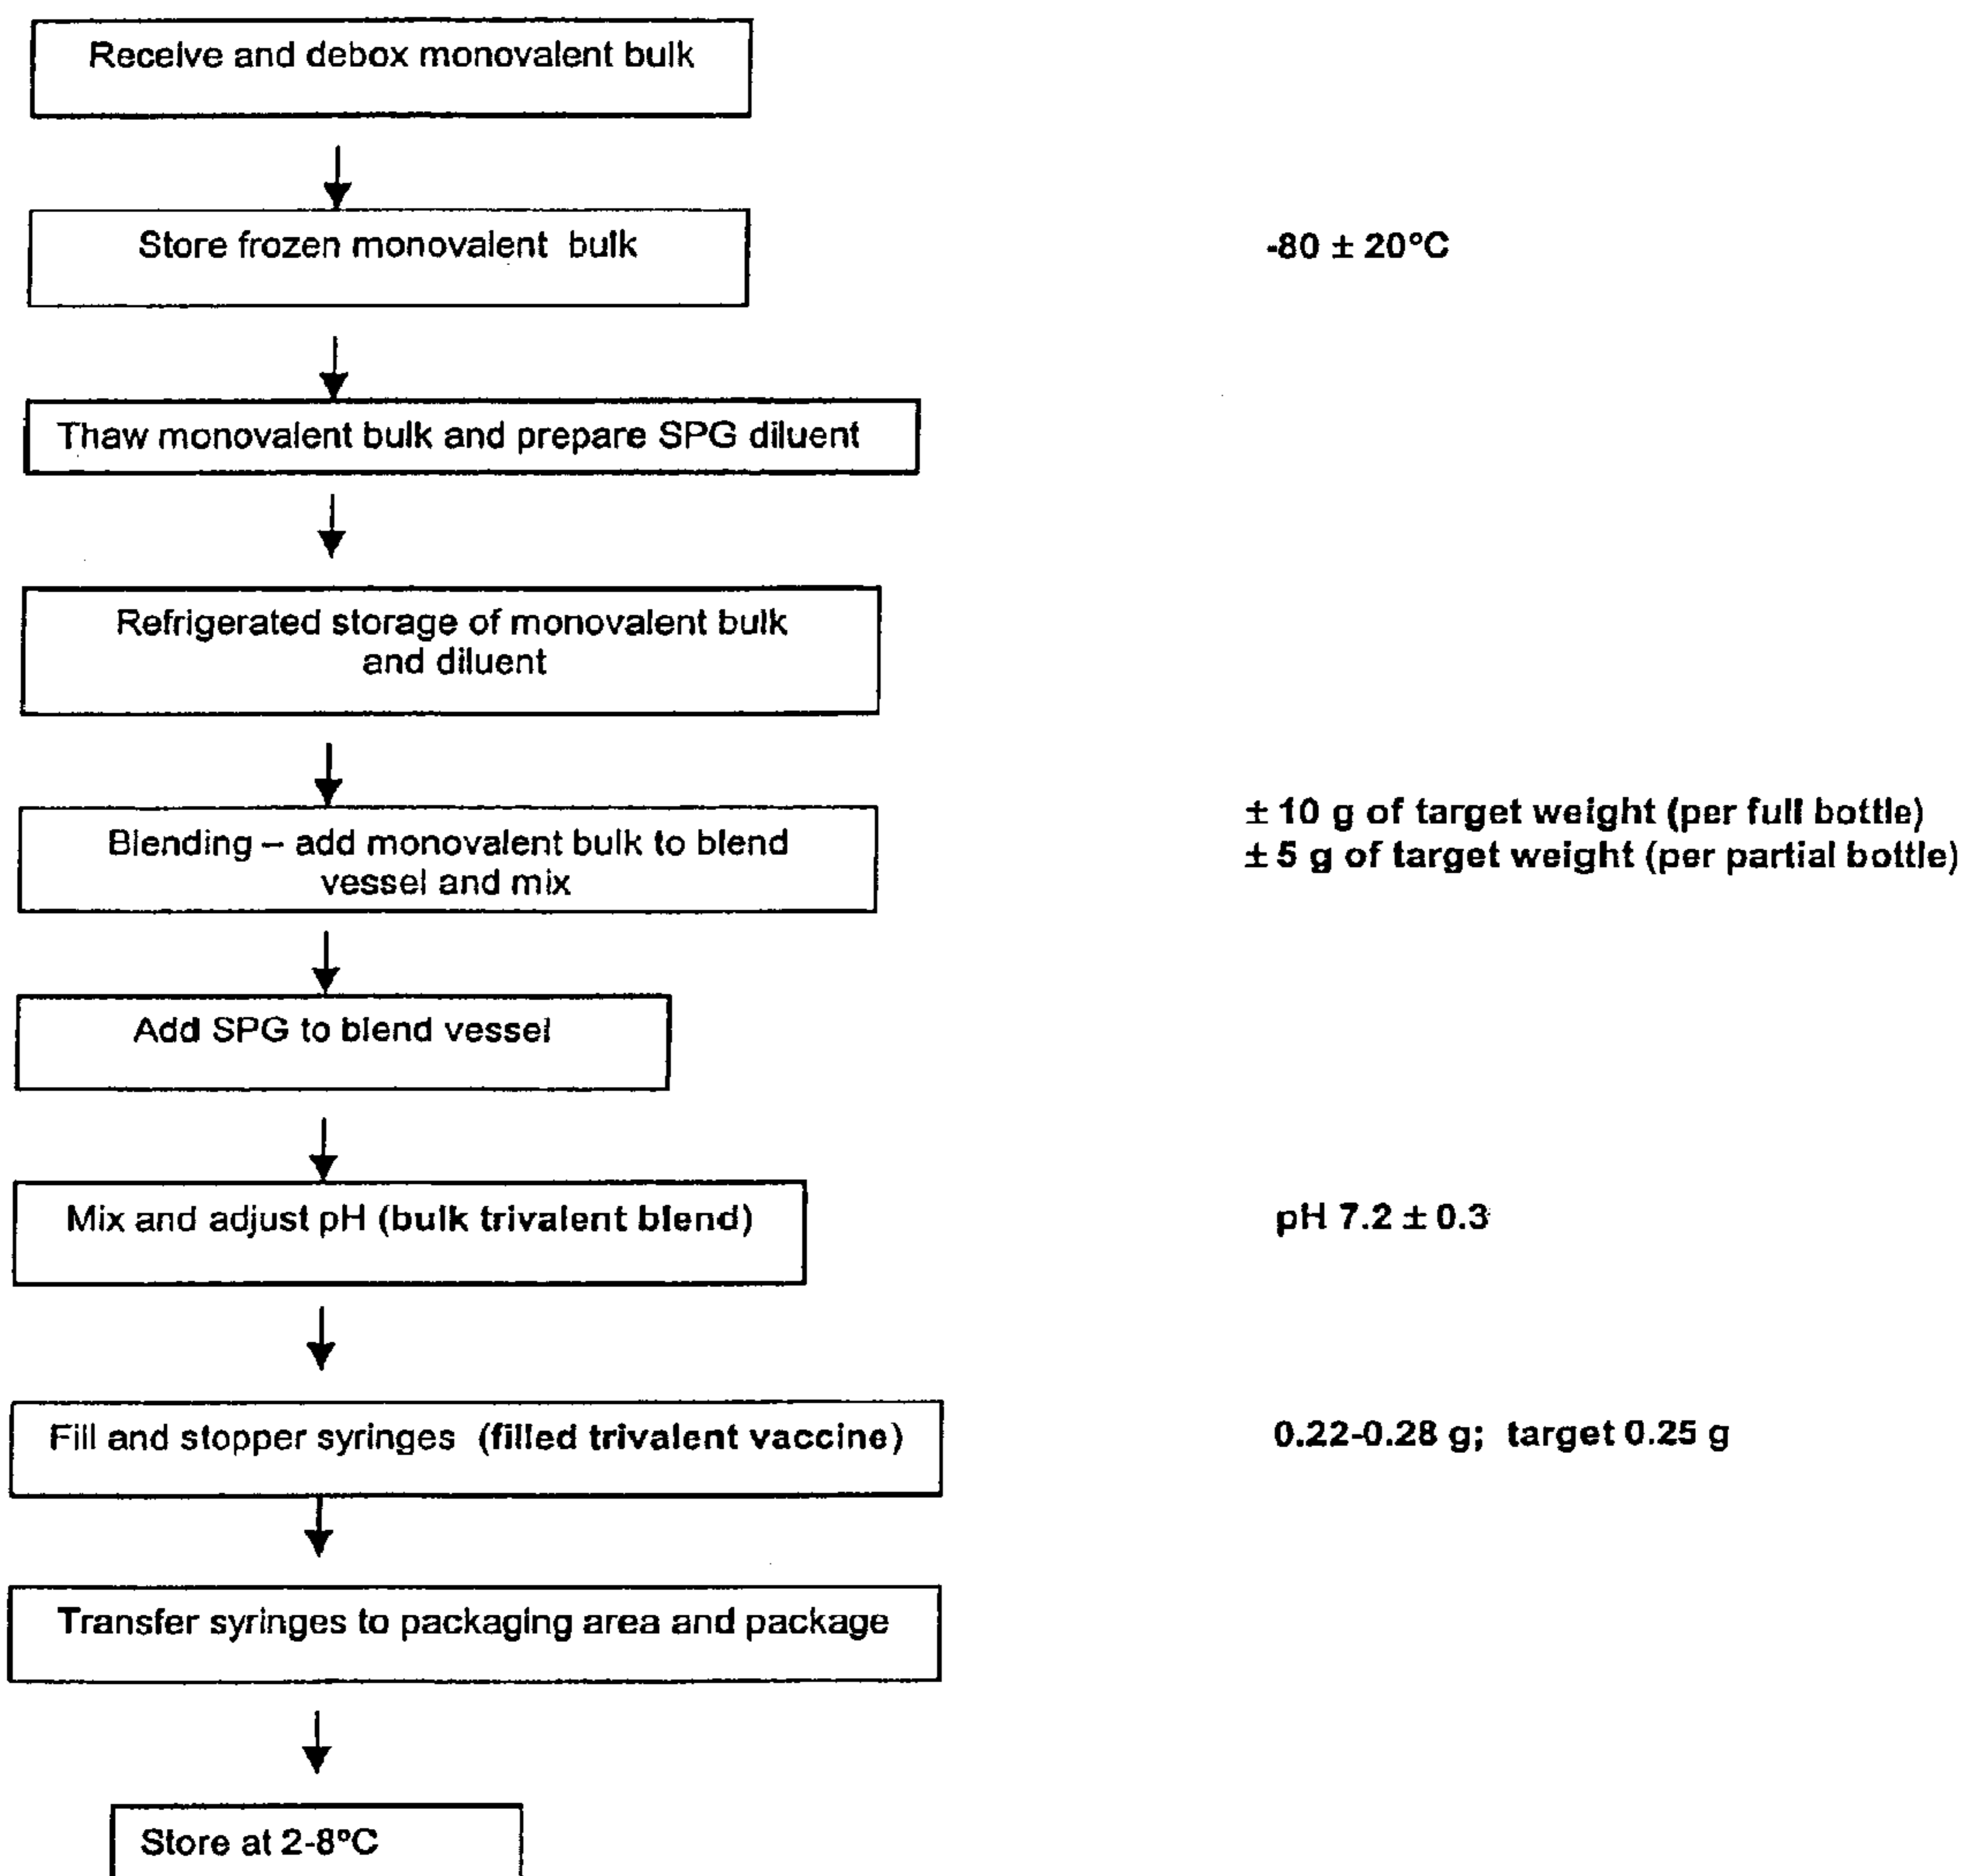 Receive and debox monovalent bulk
Store frozen monovalent bulk
-80 ± 20°C
Thaw monovalent bulk and prepare SPG diluent
Refrigerated storage of monovalent bulk
and diluent
Blending – add monovalent bulk to blend
vessel and mix
± 10 g of target weight (per full bottle)
± 5 g of target weight (per partial bottle)
Add SPG to blend vessel
Mix and adjust pH (bulk trivalent blend)
pH 7.2 ± 0.3
Fill and stopper syringes (filled trivalent vaccine)
0.22-0.28 g; target 0.25 g
Transfer syringes to packaging area and package
Store at 2-8ºC